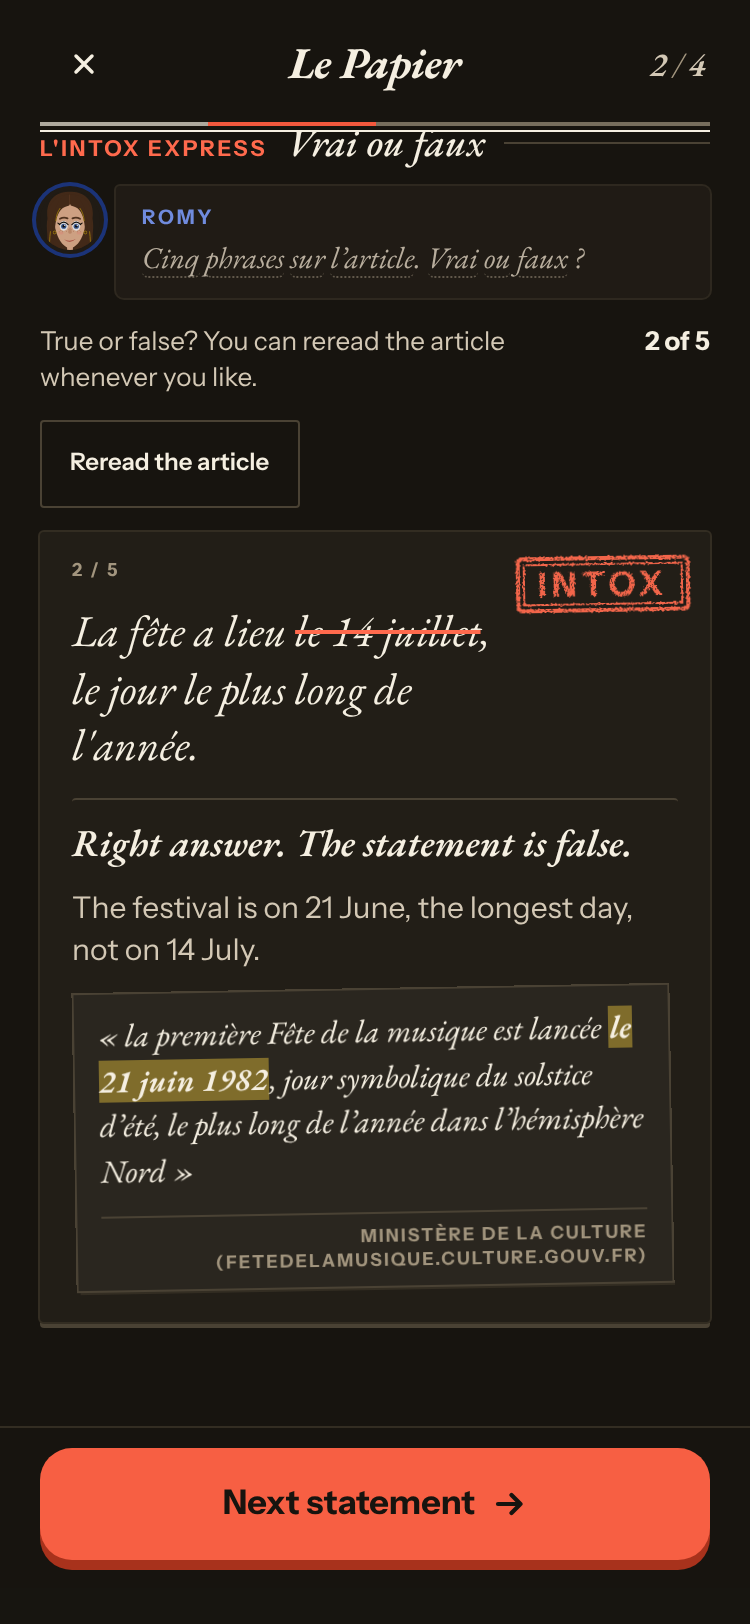 Le Papier
2 / 4
L'INTOX EXPRESS Vrai ou faux
ROMY
Cinq phrases sur l’article. Vrai ou faux ?
True or false? You can reread the article
whenever you like.
2 of 5
Reread the article
2 / 5
INTOX
La fête a lieu le 14 juillet,
le jour le plus long de
l'année.
Right answer. The statement is false.
The festival is on 21 June, the longest day,
not on 14 July.
« la première Fête de la musique est lancée le
21 juin 1982, jour symbolique du solstice
d’été, le plus long de l’année dans l’hémisphère
Nord »
MINISTÈRE DE LA CULTURE
(FETEDELAMUSIQUE.CULTURE.GOUV.FR)
Next statement →